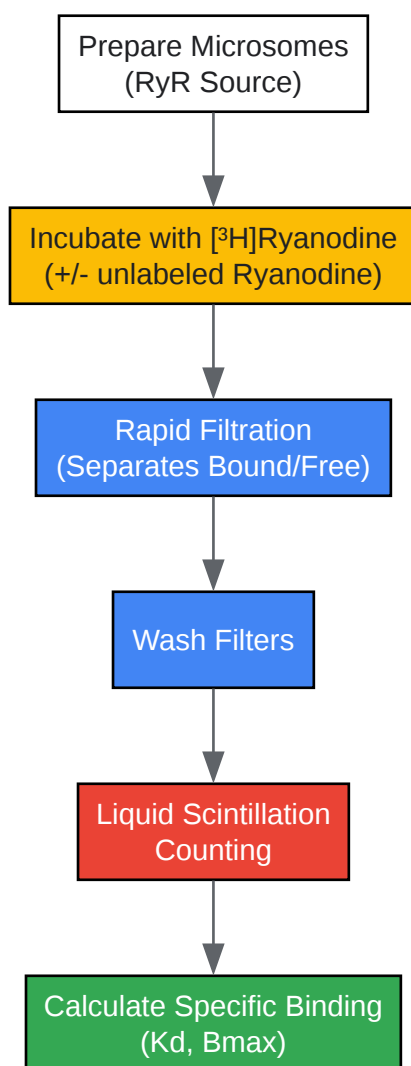 Prepare Microsomes
(RyR Source)
Incubate with [³H]Ryanodine
(+/- unlabeled Ryanodine)
Rapid Filtration
(Separates Bound/Free)
Wash Filters
Liquid Scintillation
Counting
Calculate Specific Binding
(Kd, Bmax)